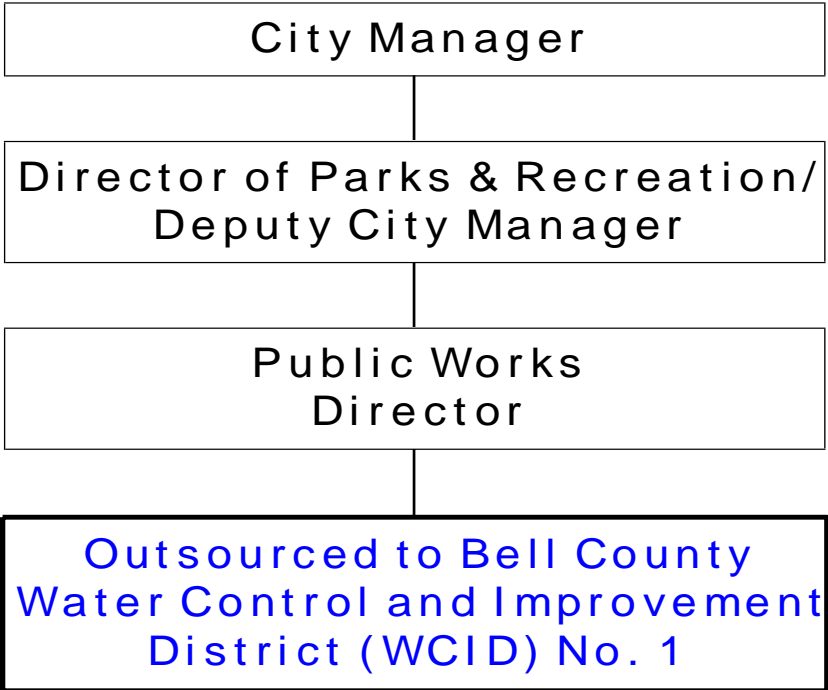 City Manager
Director of Parks & Recreation/
Deputy City Manager
Public Works
Director
Outsourced to Bell County
Water Control and Improvement
District (WCID) No. 1